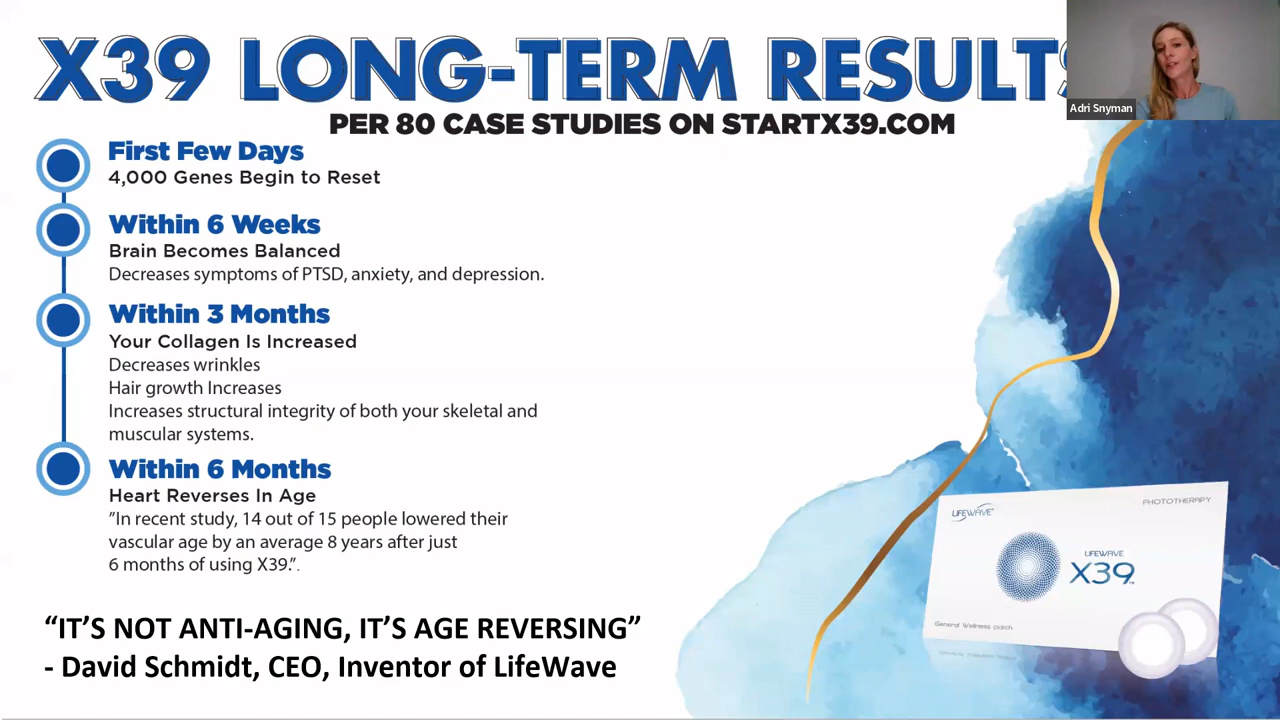 X39 LONG-TERM RESULTS
Adri Snyman
PER 80 CASE STUDIES ON STARTX39.COM
First Few Days
4,000 Genes Begin to Reset
Within 6 Weeks
Brain Becomes Balanced
Decreases symptoms of PTSD, anxiety, and depression.
Within 3 Months
Your Collagen Is Increased
Decreases wrinkles
Hair growth Increases
Increases structural integrity of both your skeletal and
muscular systems.
Within 6 Months
Heart Reverses In Age
”In recent study, 14 out of 15 people lowered their
vascular age by an average 8 years after just
6 months of using X39.”.
“IT’S NOT ANTI-AGING, IT’S AGE REVERSING”
- David Schmidt, CEO, Inventor of LifeWave
LIFEWAVE
PHOTOTHERAPY
LIFEWAVE
X39
General Wellness patch